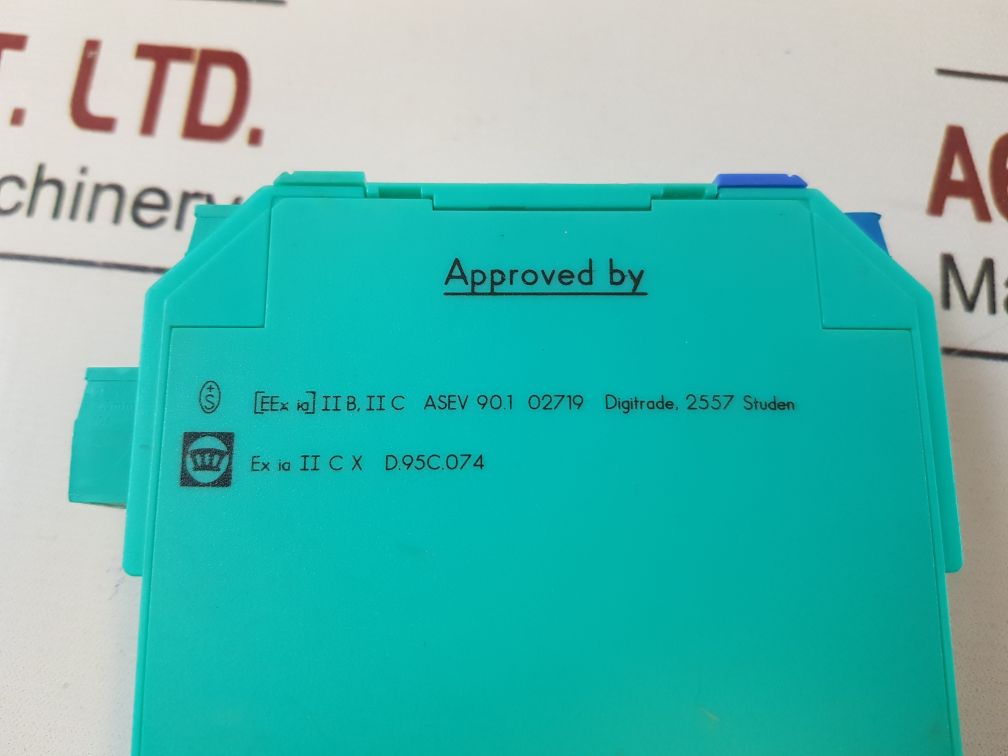 T. LTD.
chinery
AC
Ma
Approved by
+
S
[EEx ia] II B, II C ASEV 90.1 02719 Digitrade, 2557 Studen
Ex ia II C X D.95C.074